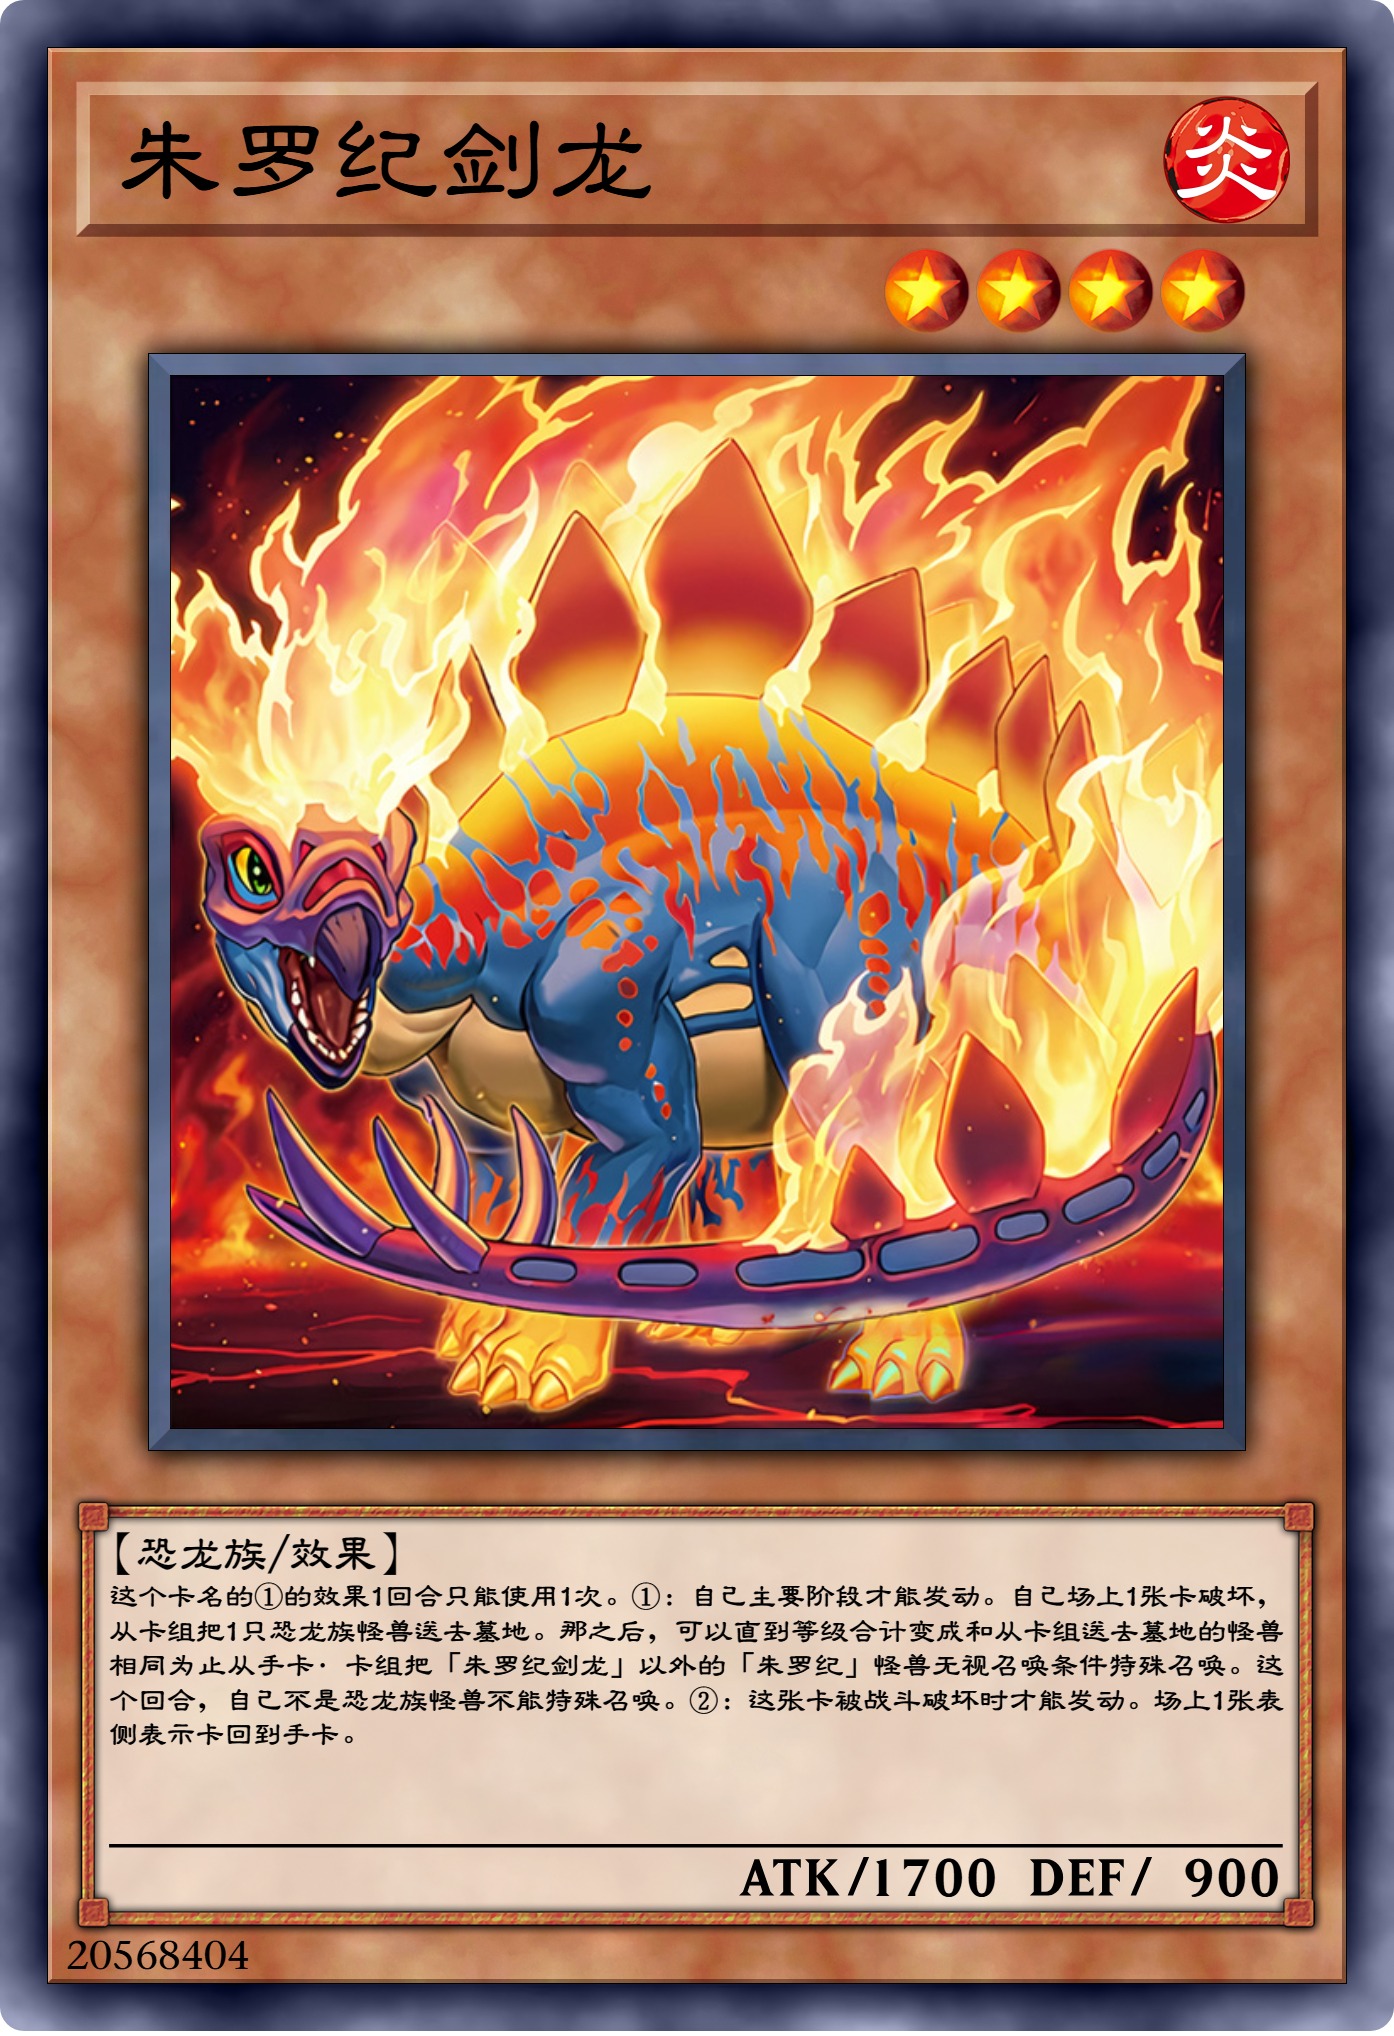 朱罗纪剑龙
炎
【恐龙族/效果】
这个卡名的①的效果1回合只能使用1次。①：自己主要阶段才能发动。自己场上1张卡破坏，
从卡组把1只恐龙族怪兽送去墓地。那之后，可以直到等级合计变成和从卡组送去墓地的怪兽
相同为止从手卡·卡组把「朱罗纪剑龙」以外的「朱罗纪」怪兽无视召唤条件特殊召唤。这
个回合，自己不是恐龙族怪兽不能特殊召唤。②：这张卡被战斗破坏时才能发动。场上1张表
侧表示卡回到手卡。
ATK/1700 DEF/ 900
20568404